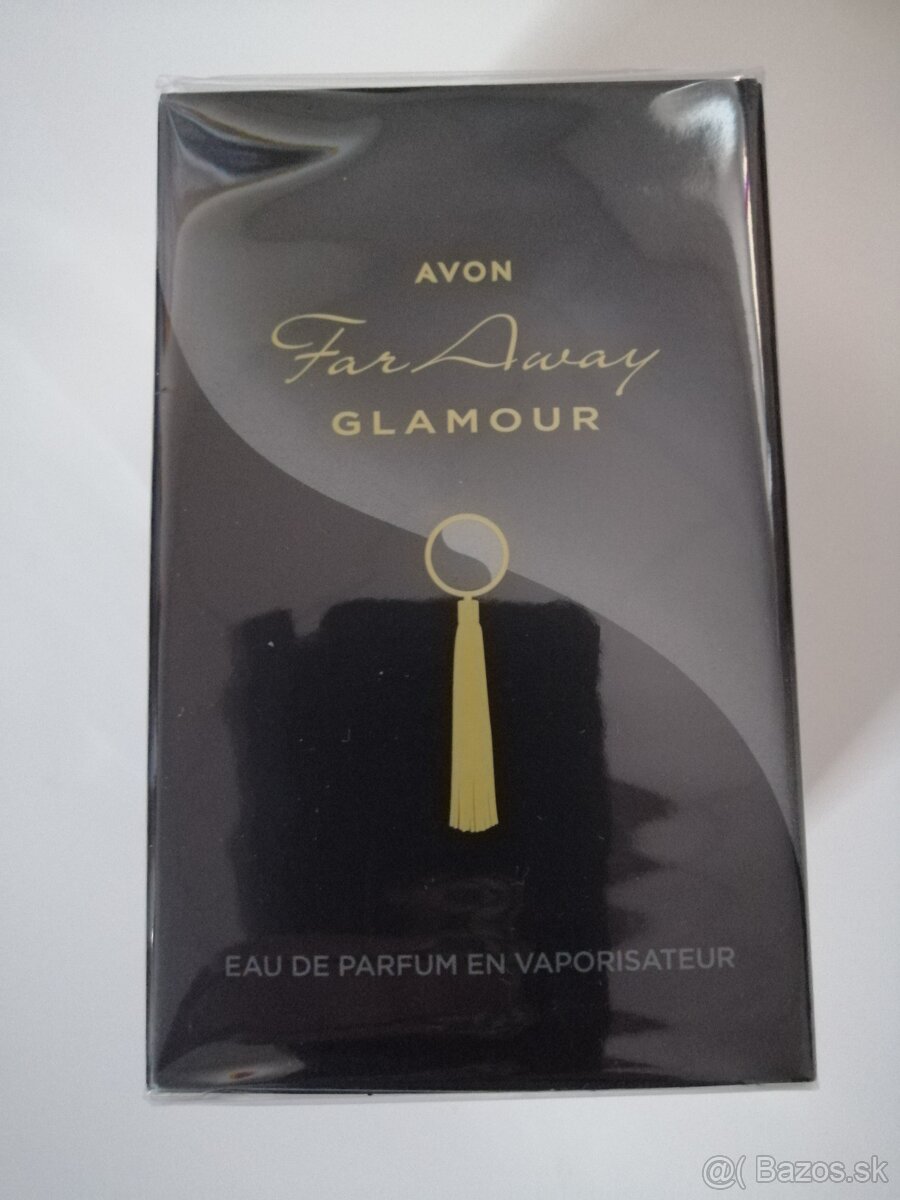 AVON
Far Away
GLAMOUR
EAU DE PARFUM EN VAPORISATEUR
@( Bazos.sk